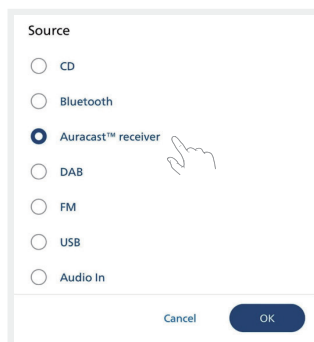 Source
CD
Bluetooth
Auracast™ receiver
DAB
FM
USB
Audio In
Cancel
OK